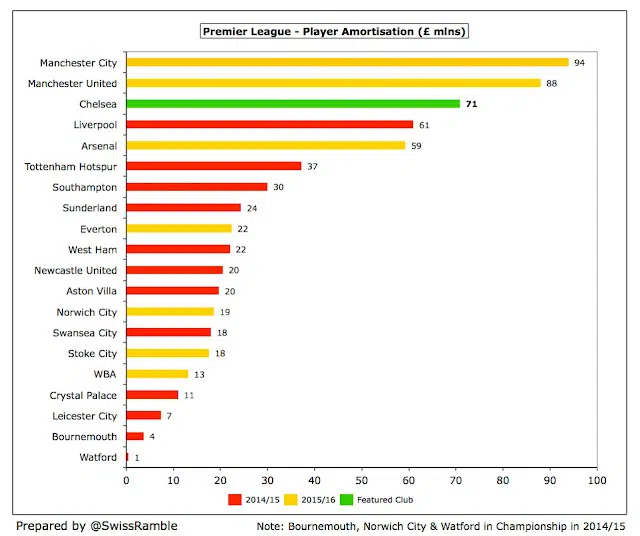 Premier League - Player Amortisation (£ mlns)
Manchester City 94
Manchester United 88
Chelsea 71
Liverpool 61
Arsenal 59
Tottenham Hotspur 37
Southampton 30
Sunderland 24
Everton 22
West Ham 22
Newcastle United 20
Aston Villa 20
Norwich City 19
Swansea City 18
Stoke City 18
WBA 13
Crystal Palace 11
Leicester City 7
Bournemouth 4
Watford 1
0 10 20 30 40 50 60 70 80 90 100
2014/15 2015/16 Featured Club
Prepared by @SwissRamble Note: Bournemouth, Norwich City & Watford in Championship in 2014/15